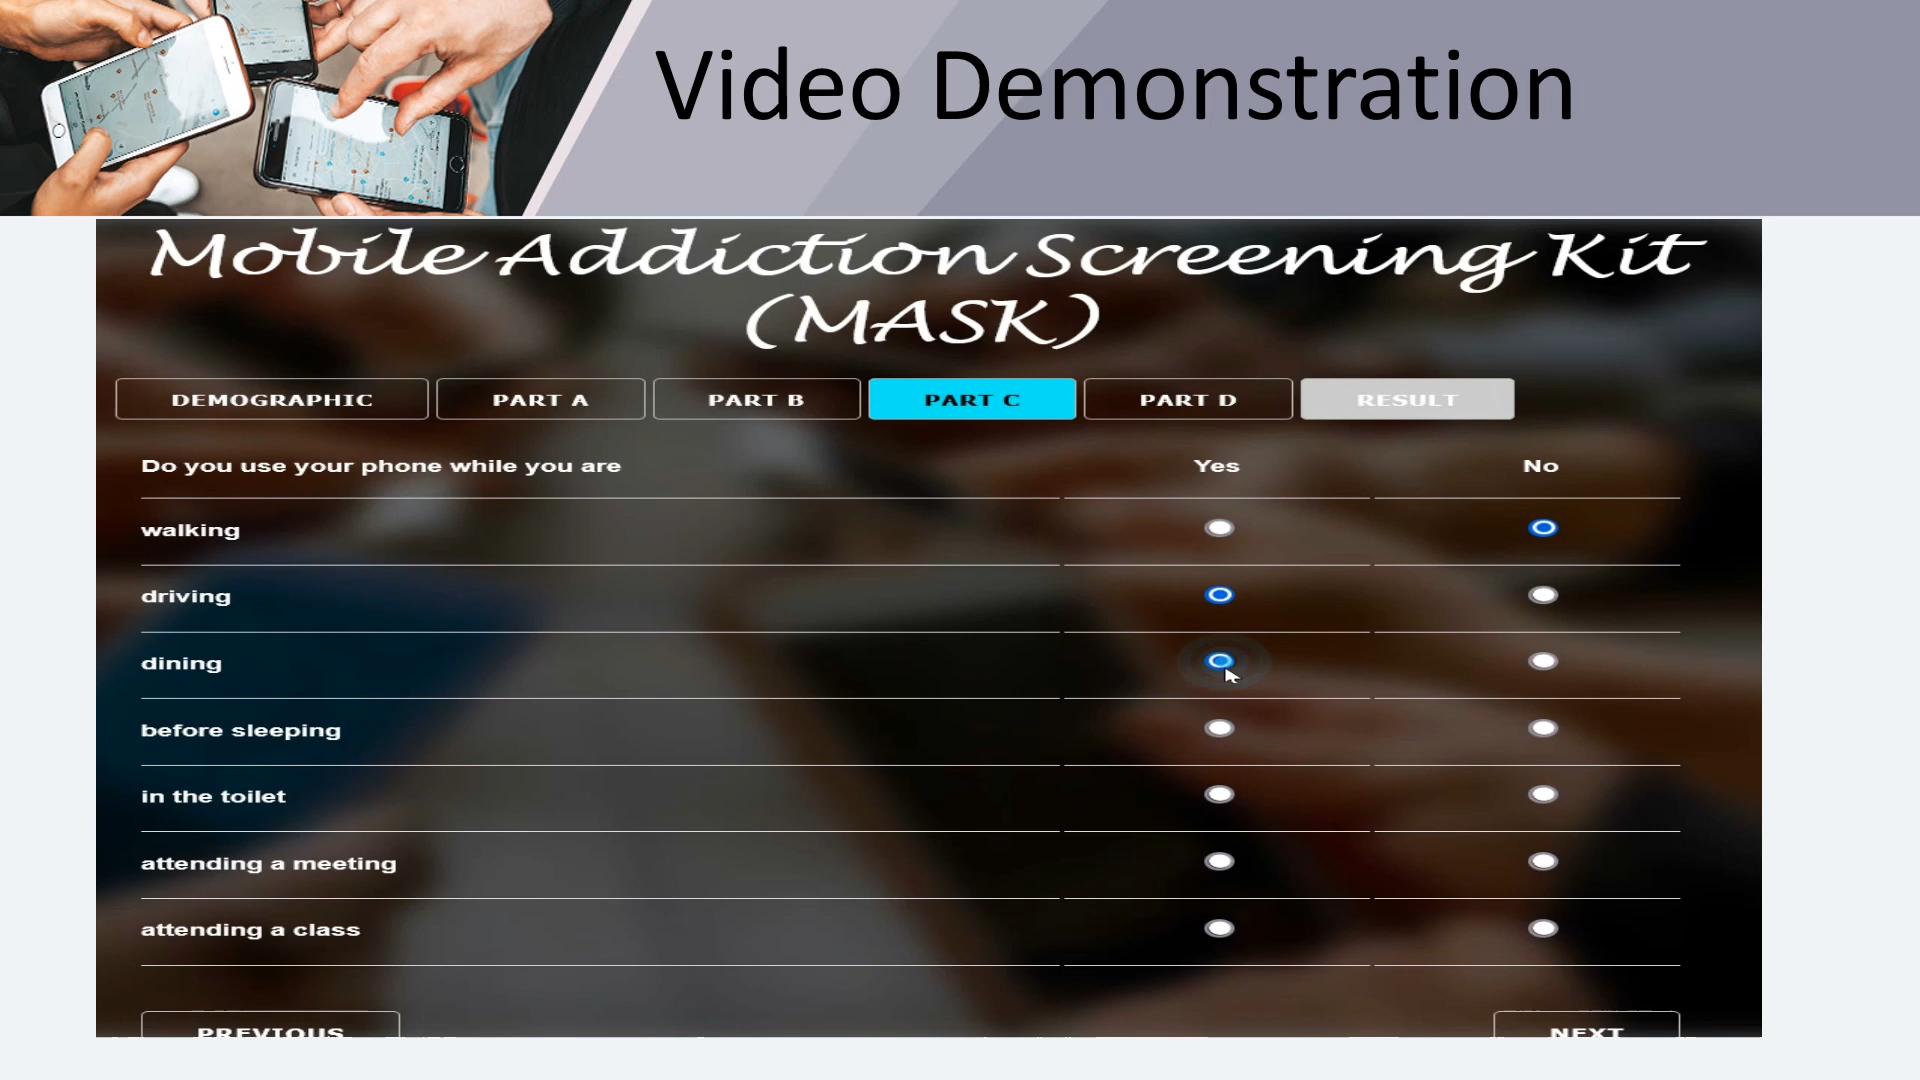 Video Demonstration
Mobile Addiction Screening Kit
(MASK)
DEMOGRAPHIC PART A PART B PART C PART D RESULT
Do you use your phone while you are Yes No
walking
driving
dining
before sleeping
in the toilet
attending a meeting
attending a class
PREVIOUS NEXT